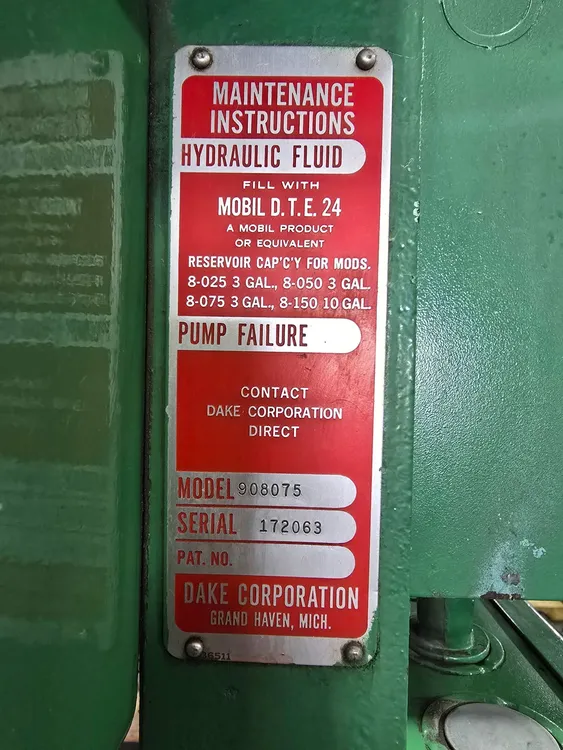 MAINTENANCE
INSTRUCTIONS
HYDRAULIC FLUID
FILL WITH
MOBIL D.T.E. 24
A MOBIL PRODUCT
OR EQUIVALENT
RESERVOIR CAP'C'Y FOR MODS.
8-025 3 GAL., 8-050 3 GAL.
8-075 3 GAL., 8-150 10 GAL.
PUMP FAILURE
CONTACT
DAKE CORPORATION
DIRECT
MODEL 908075
SERIAL 172063
PAT. NO.
DAKE CORPORATION
GRAND HAVEN, MICH.